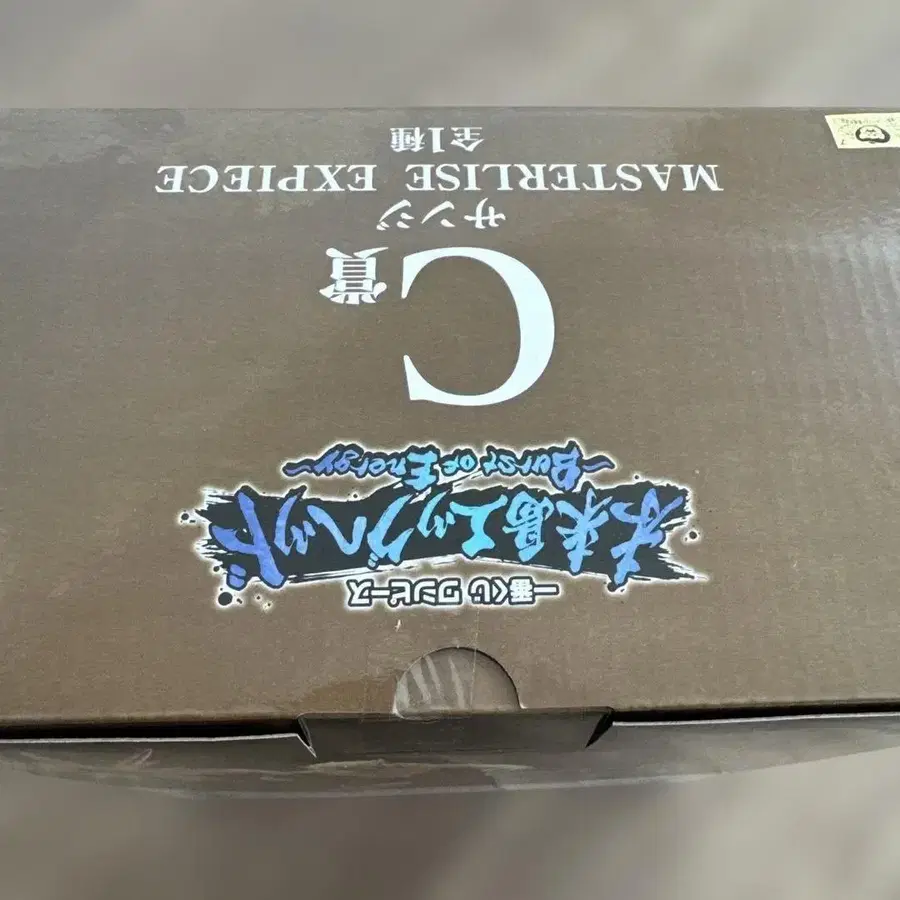 一番くじ ワンピース
未来島エッグヘッド
~Burst of Energy~
C賞
サンジ
MASTERLISE EXPIECE
全1種